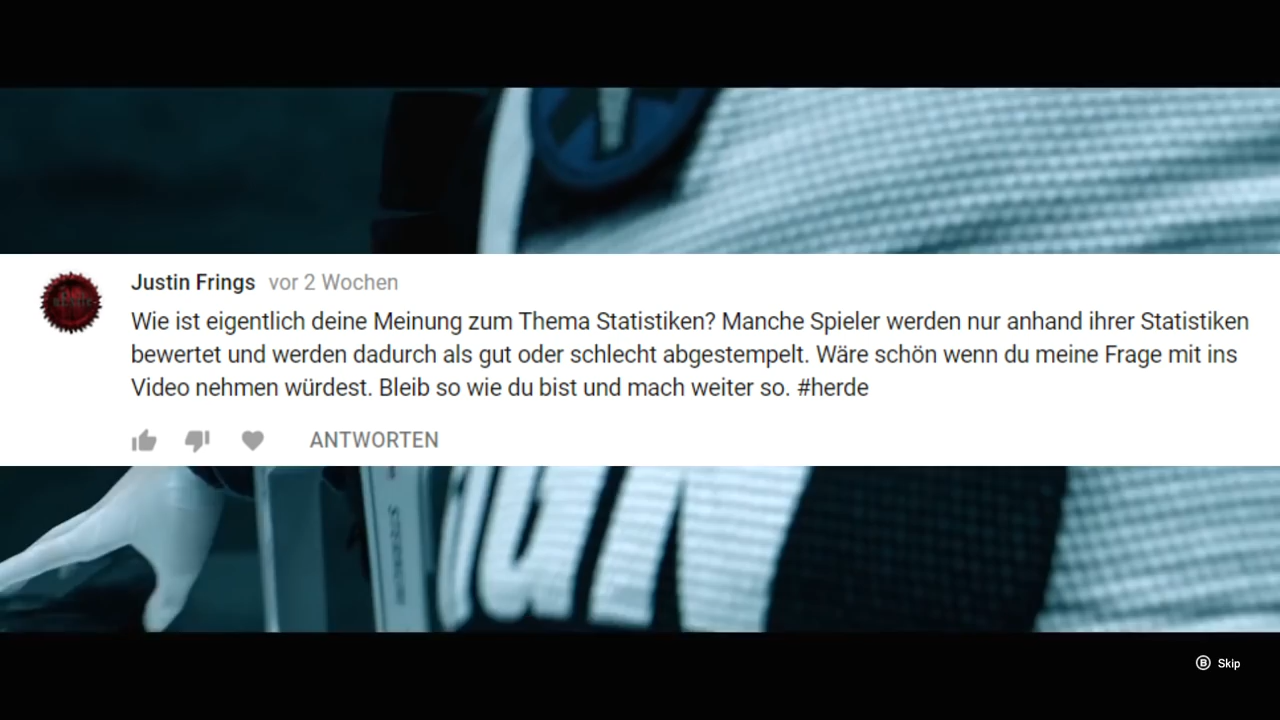 Justin Frings vor 2 Wochen
Wie ist eigentlich deine Meinung zum Thema Statistiken? Manche Spieler werden nur anhand ihrer Statistiken
bewertet und werden dadurch als gut oder schlecht abgestempelt. Wäre schön wenn du meine Frage mit ins
Video nehmen würdest. Bleib so wie du bist und mach weiter so. #herde
ANTWORTEN
B Skip